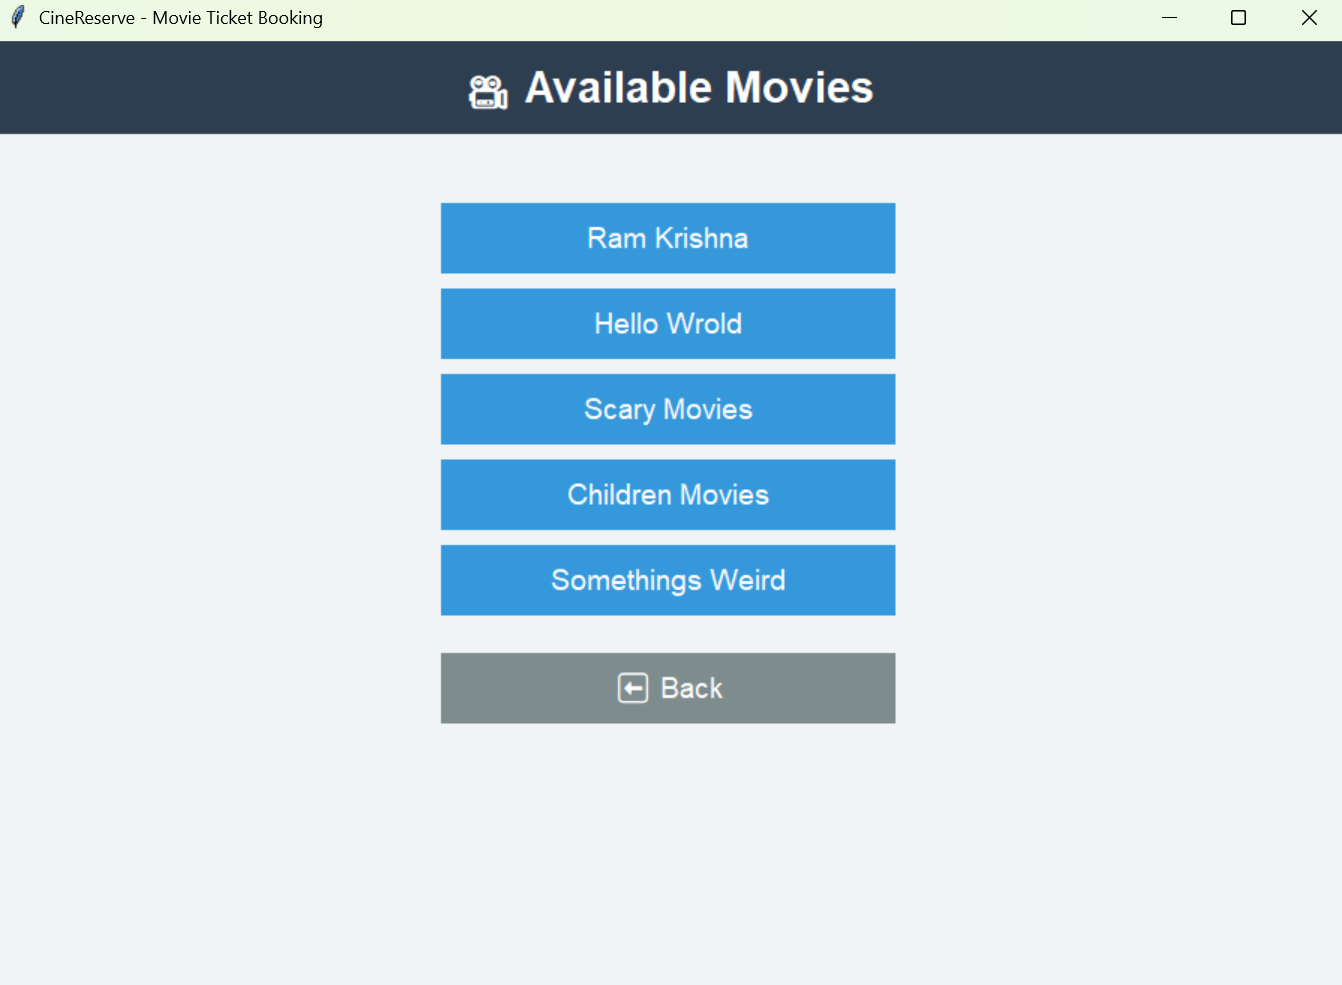 CineReserve - Movie Ticket Booking
Available Movies
Ram Krishna
Hello Wrold
Scary Movies
Children Movies
Somethings Weird
Back